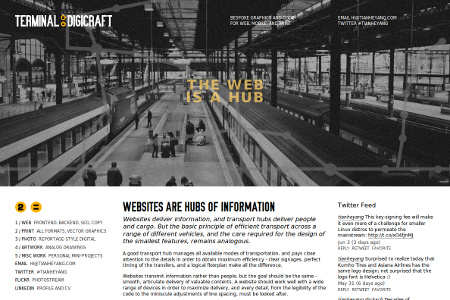 TERMINAL DIGICRAFT
BESPOKE GRAPHICS AND CODE
FOR WEB, MOBILE, AND PRINT
EMAIL HI@TIANHEYANG.COM
TWITTER #TIANHEYANG
THE WEB
IS A HUB
2 =
1 / WEB FRONTEND, BACKEND, SEO, COPY
2 / PRINT ALL FORMATS, VECTOR GRAPHICS
3 / PHOTO REPORTAGE-STYLE DIGITAL
4 / ARTWORK ANALOG DRAWINGS
5 / MISC WORK PERSONAL MINI-PROJECTS
EMAIL HI@TIANHEYANG.COM
TWITTER #TIANHEYANG
FLICKR PHOTOSTREAM
LINKEDIN PROFILE AND CV
WEBSITES ARE HUBS OF INFORMATION
Websites deliver information, and transport hubs deliver people
and cargo. But the basic principle of efficient transport across a
range of different vehicles, and the care required for the design of
the smallest features, remains analogous.
A good transport hub manages all available modes of transportation, and pays close
attention to the details in order to obtain maximum efficiency - clear signages, perfect
timing of the transfers, and a logical floorplan make all the difference.
Websites transmit information rather than people, but the goal should be the same -
smooth, articulate delivery of valuable contents. A website should work well with a wide
range of devices in order to maximize delivery, and every detail, from the legibility of the
code to the miniscule adjustments of line spacing, must be looked after.
Twitter Feed
tianheyang This key-signing fee will make
it even more of a challenge for smaller
Linux distros to permeate the
mainstream:
Jun 3 (3 days ago)
REPLY RETWEET FAVORITE
tianheyang Surprised to realize today that
Kumho Tires and Asiana Airlines has the
same logo design; not surprised that the
logo font is Helvetica :/
May 31 (6 days ago)
REPLY RETWEET FAVORITE